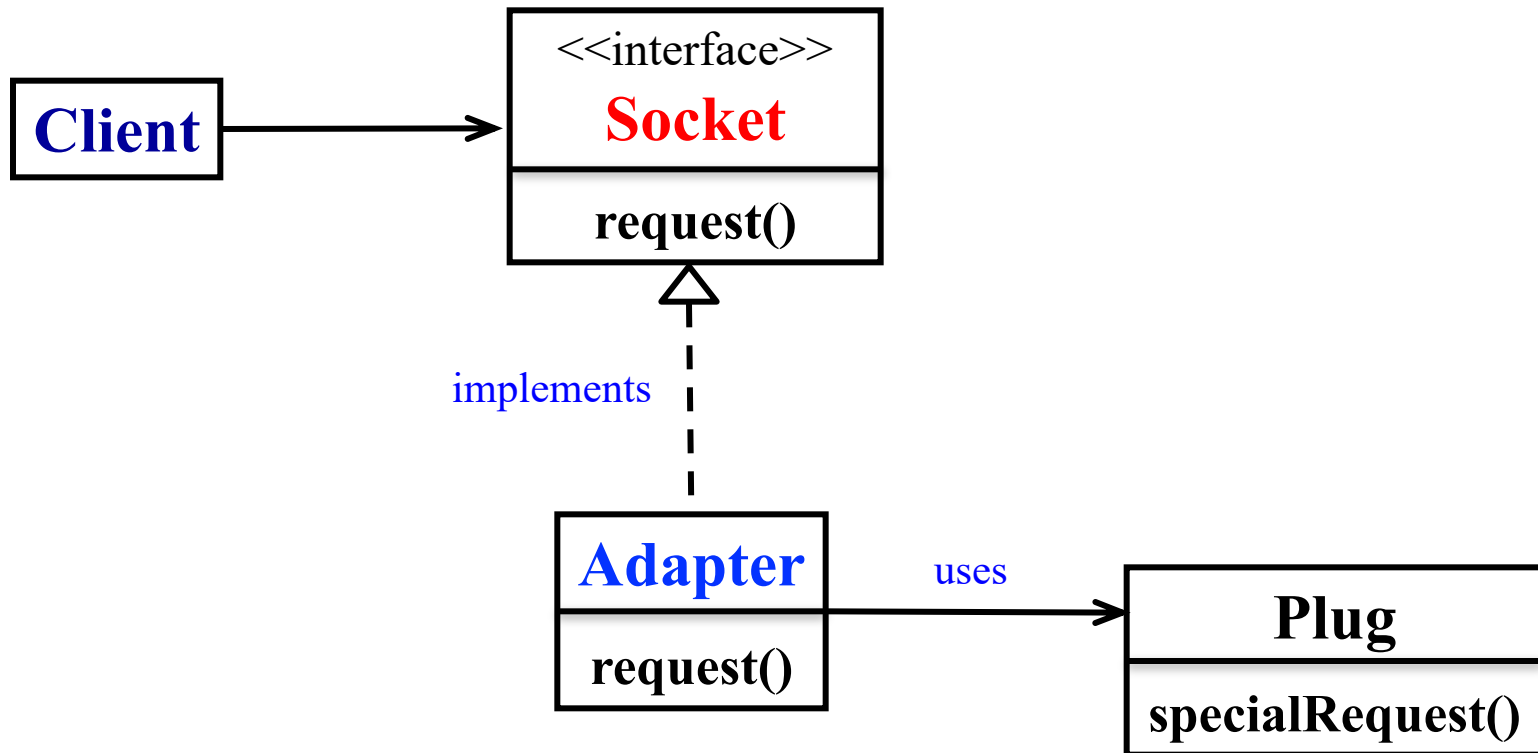 <<interface>>
Client
Socket
request()
implements
Adapter
uses
Plug
request()
specialRequest()